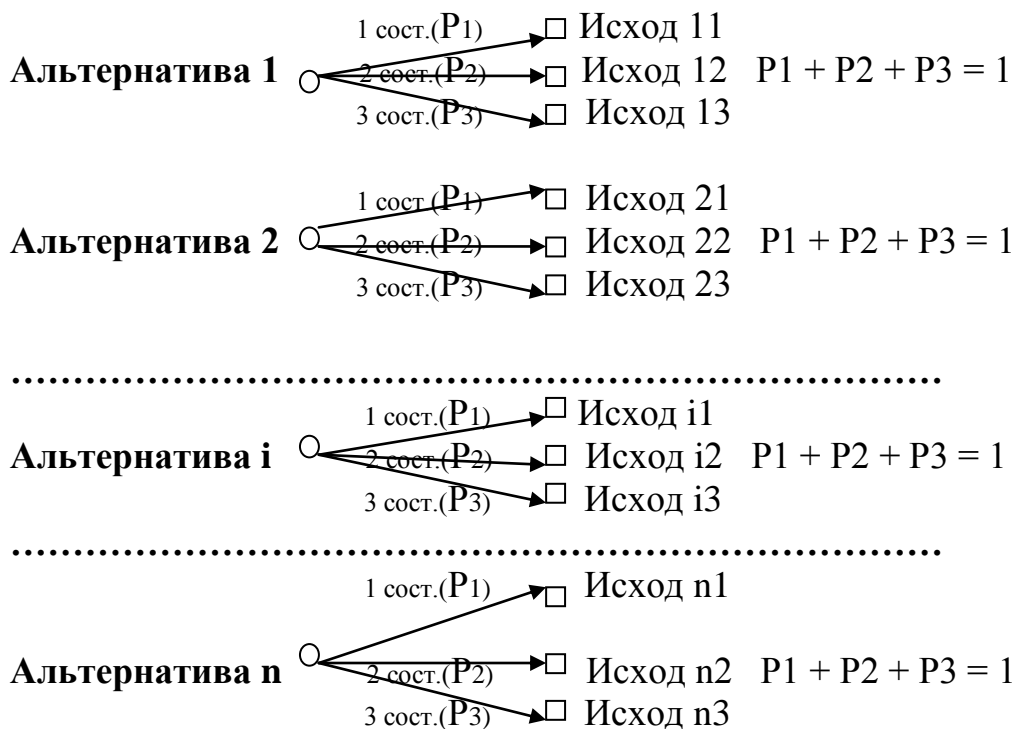 1 сост.(P1) Исход 11
Альтернатива 1 2 сост.(P2) Исход 12 P1 + P2 + P3 = 1
3 сост.(P3) Исход 13
1 сост.(P1) Исход 21
Альтернатива 2 2 сост.(P2) Исход 22 P1 + P2 + P3 = 1
3 сост.(P3) Исход 23
………………………………………………………………
1 сост.(P1) Исход i1
Альтернатива i 2 сост.(P2) Исход i2 P1 + P2 + P3 = 1
3 сост.(P3) Исход i3
………………………………………………………………
1 сост.(P1) Исход n1
Альтернатива n 2 сост.(P2) Исход n2 P1 + P2 + P3 = 1
3 сост.(P3) Исход n3